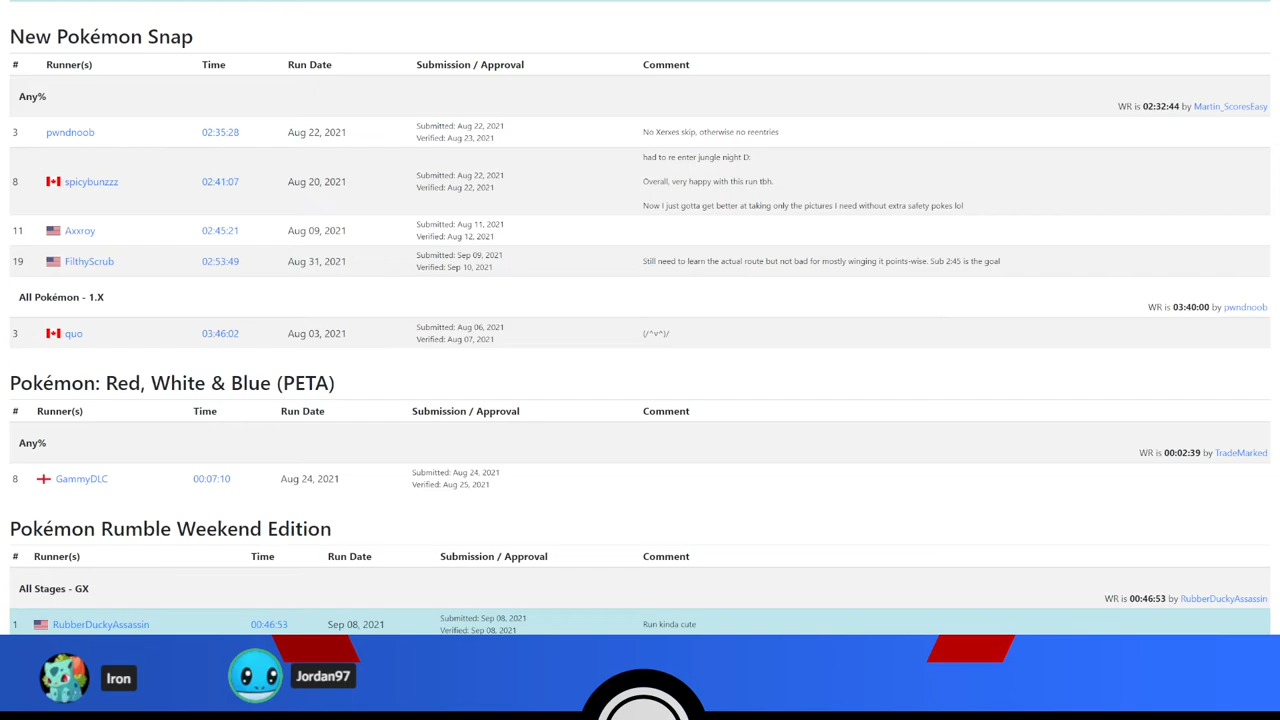 New Pokémon Snap
# Runner(s) Time Run Date Submission / Approval Comment
Any%
WR is 02:32:44 by Martin_ScoresEasy
3 pwndnoob 02:35:28 Aug 22, 2021 Submitted: Aug 22, 2021 No Xerxes skip, otherwise no reentries
Verified: Aug 23, 2021
had to re enter jungle night D:
8 spicybunzzz 02:41:07 Aug 20, 2021 Submitted: Aug 22, 2021 Overall, very happy with this run tbh.
Verified: Aug 22, 2021
Now I just gotta get better at taking only the pictures I need without extra safety pokes lol
11 Axxroy 02:45:21 Aug 09, 2021 Submitted: Aug 11, 2021
Verified: Aug 12, 2021
19 FilthyScrub 02:53:49 Aug 31, 2021 Submitted: Sep 09, 2021 Still need to learn the actual route but not bad for mostly winging it points-wise. Sub 2:45 is the goal
Verified: Sep 10, 2021
All Pokémon - 1.X
WR is 03:40:00 by pwndnoob
3 quo 03:46:02 Aug 03, 2021 Submitted: Aug 06, 2021 (/^v^)/
Verified: Aug 07, 2021
Pokémon: Red, White & Blue (PETA)
# Runner(s) Time Run Date Submission / Approval Comment
Any%
WR is 00:02:39 by TradeMarked
8 GammyDLC 00:07:10 Aug 24, 2021 Submitted: Aug 24, 2021
Verified: Aug 25, 2021
Pokémon Rumble Weekend Edition
# Runner(s) Time Run Date Submission / Approval Comment
All Stages - GX
WR is 00:46:53 by RubberDuckyAssassin
1 RubberDuckyAssassin 00:46:53 Sep 08, 2021 Submitted: Sep 08, 2021 Run kinda cute
Verified: Sep 08, 2021
Iron Jordan97